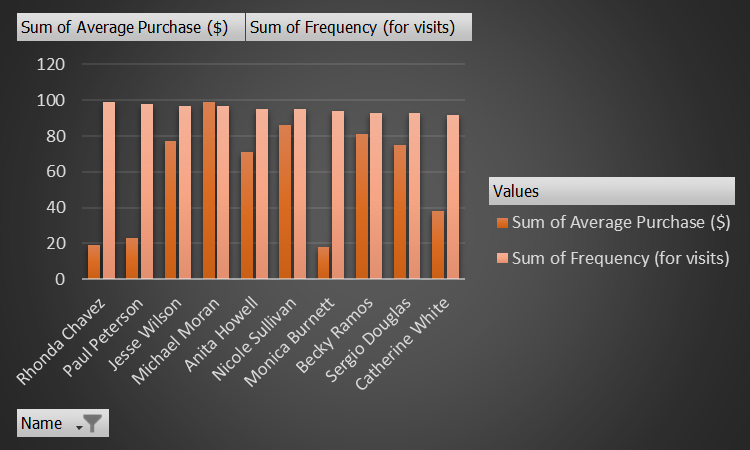 Sum of Average Purchase ($) Sum of Frequency (for visits)
120
100
80
60
40
20
0
Rhonda Chavez
Paul Peterson
Jesse Wilson
Michael Moran
Anita Howell
Nicole Sullivan
Monica Burnett
Becky Ramos
Sergio Douglas
Catherine White
Values
Sum of Average Purchase ($)
Sum of Frequency (for visits)
Name